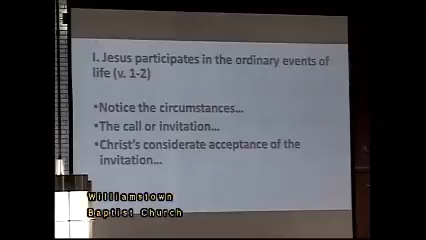 I. Jesus participates in the ordinary events of
life (v. 1-2)
•Notice the circumstances…
•The call or invitation…
•Christ's considerate acceptance of the
invitation…
Williamstown
Baptist Church